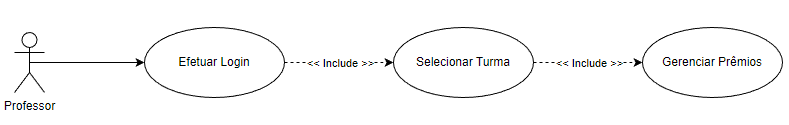 Efetuar Login
<< Include >>
Selecionar Turma
<< Include >>
Gerenciar Prêmios
Professor